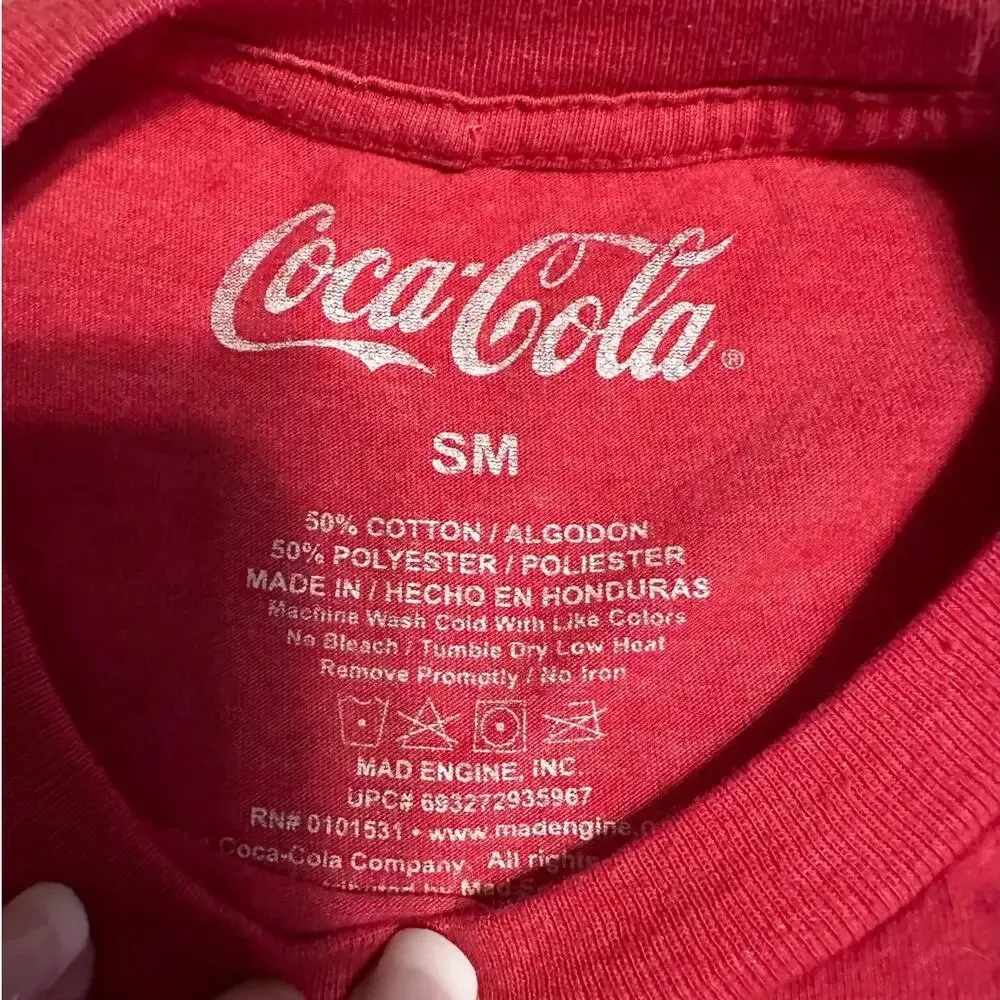 Coca-Cola®
SM
50% COTTON / ALGODON
50% POLYESTER / POLIESTER
MADE IN / HECHO EN HONDURAS
Machine Wash Cold With Like Colors
No Bleach / Tumble Dry Low Heat
Remove Promptly / No Iron
MAD ENGINE, INC.
UPC# 693272935967
RN# 0101531 • www.madengine.
Coca-Cola Company All
by Mad